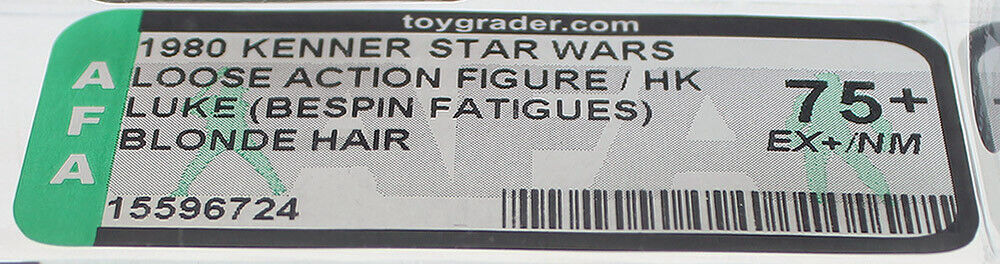 toygrader.com
AFA
1980 KENNER STAR WARS
LOOSE ACTION FIGURE / HK
LUKE (BESPIN FATIGUES)
BLONDE HAIR
75+
EX+/NM
15596724